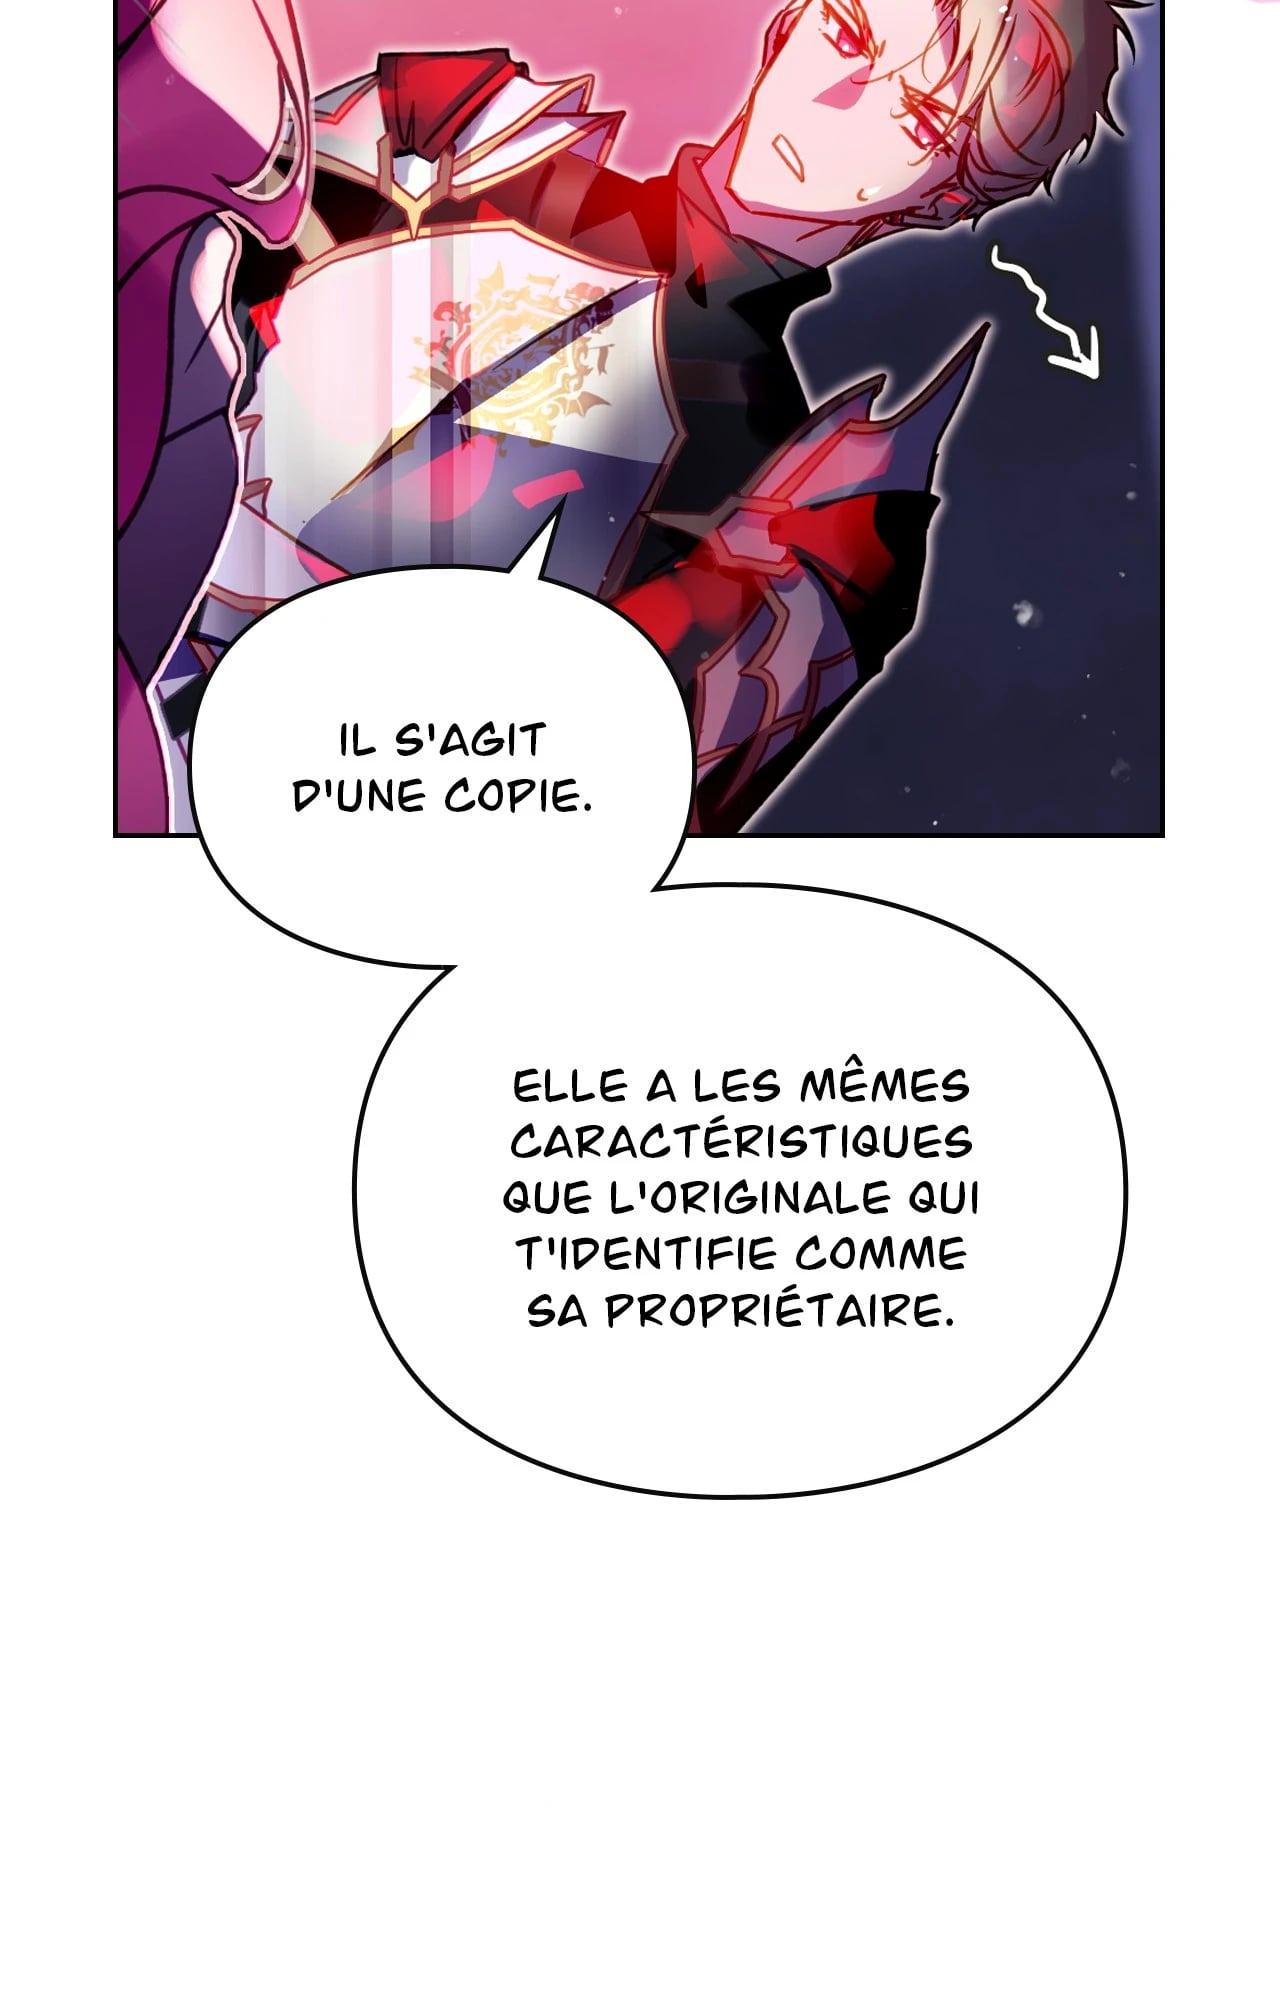 IL S'AGIT
D'UNE COPIE.
ELLE A LES MÊMES
CARACTÉRISTIQUES
QUE L'ORIGINALE QUI
T'IDENTIFIE COMME
SA PROPRIÉTAIRE.